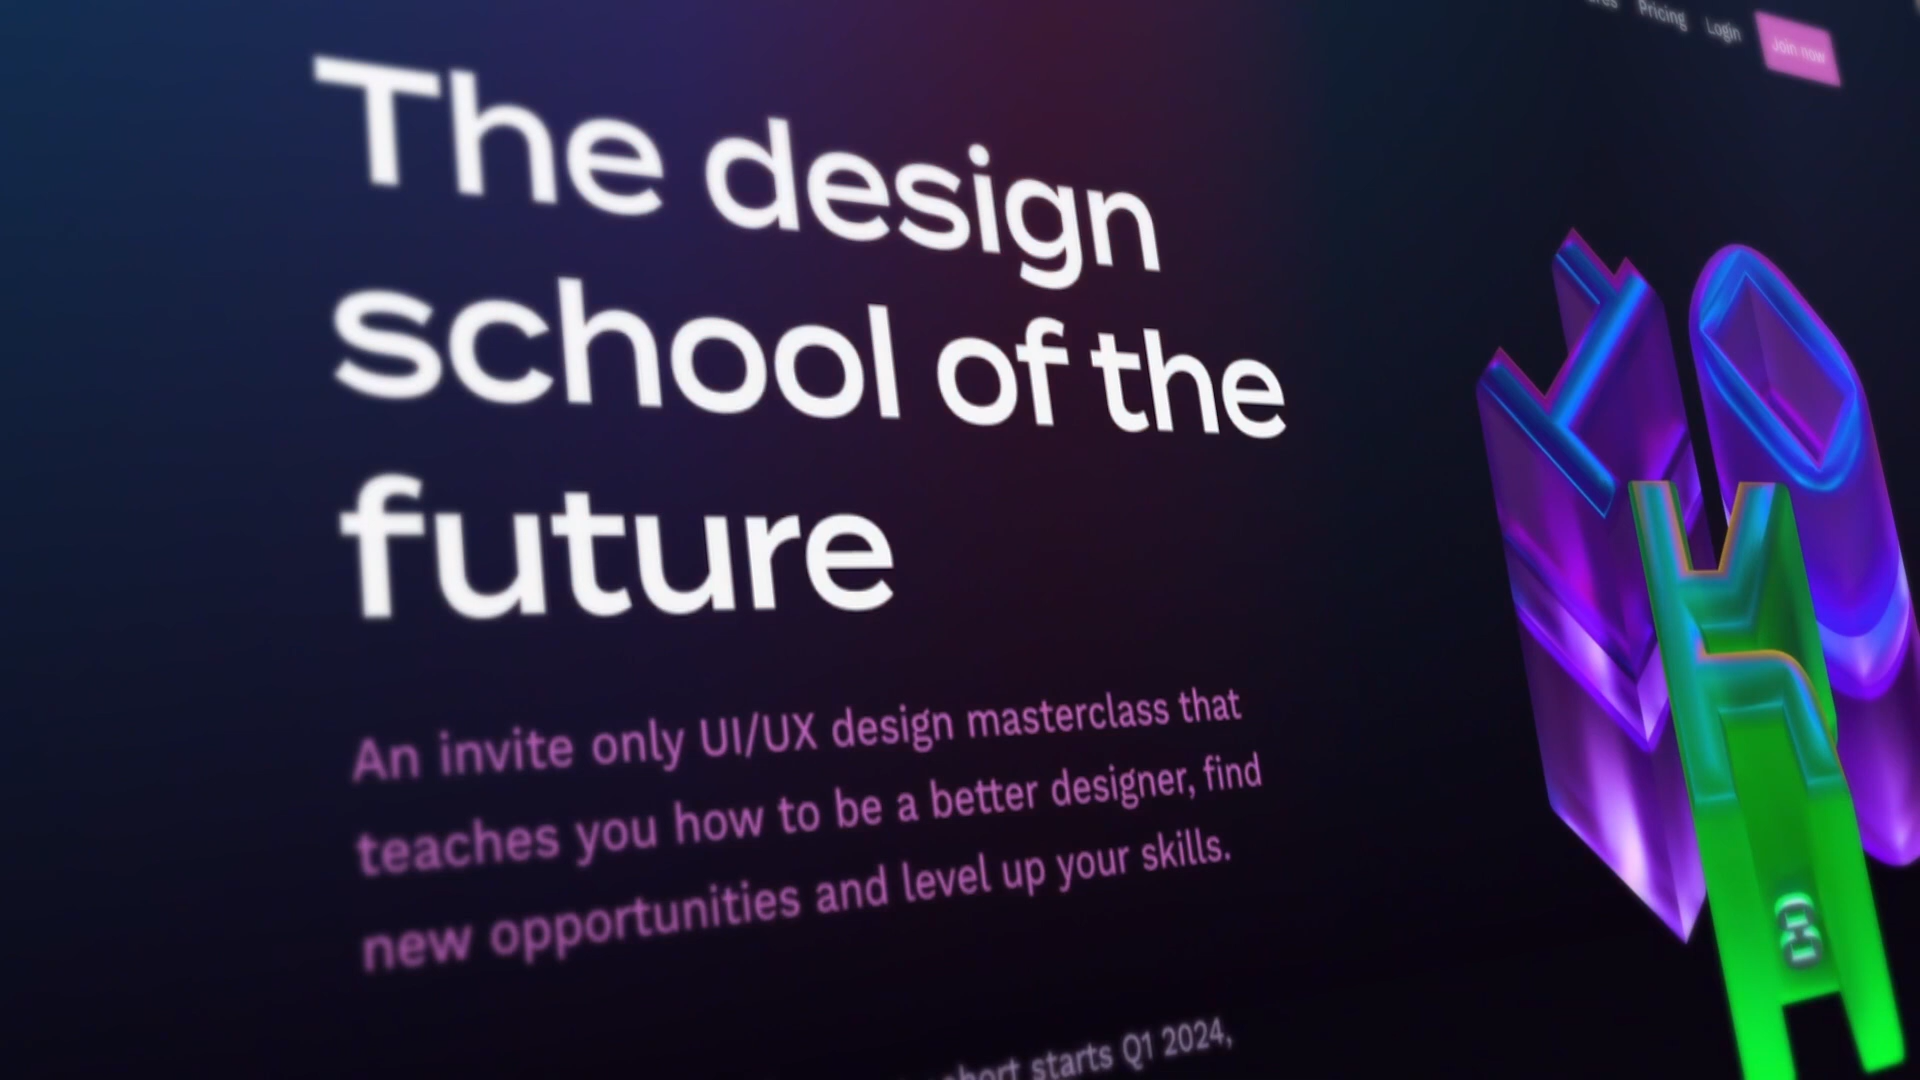 Pricing Login Join now
The design
school of the
future
An invite only UI/UX design masterclass that
teaches you how to be a better designer, find
new opportunities and level up your skills.
starts Q1 2024,